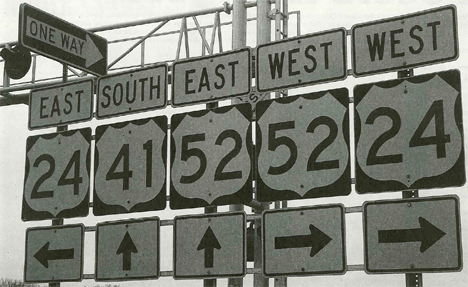 ONE WAY
EAST SOUTH EAST WEST WEST
24 41 52 52 24